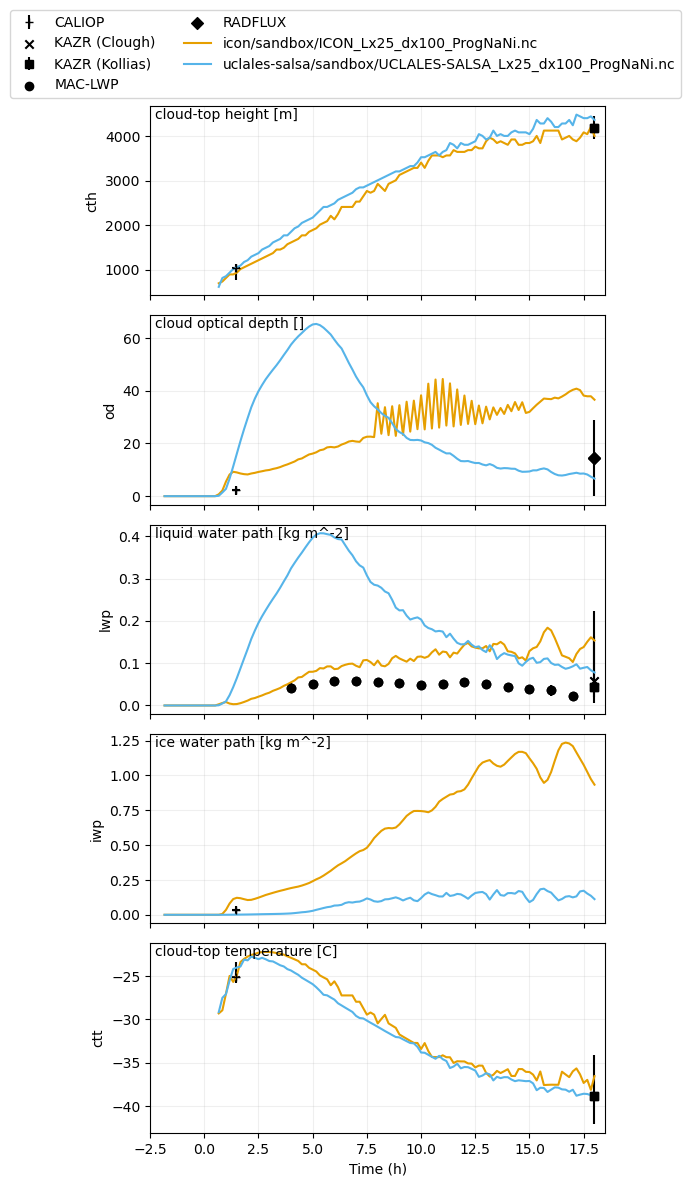 CALIOP
KAZR (Clough)
KAZR (Kollias)
MAC-LWP
RADFLUX
icon/sandbox/ICON_Lx25_dx100_ProgNaNi.nc
uclales-salsa/sandbox/UCLALES-SALSA_Lx25_dx100_ProgNaNi.nc
cloud-top height [m]
cth
4000
3000
2000
1000
cloud optical depth []
od
60
40
20
0
liquid water path [kg m^-2]
lwp
0.4
0.3
0.2
0.1
0.0
ice water path [kg m^-2]
iwp
1.25
1.00
0.75
0.50
0.25
0.00
cloud-top temperature [C]
ctt
−25
−30
−35
−40
−2.5 0.0 2.5 5.0 7.5 10.0 12.5 15.0 17.5
Time (h)